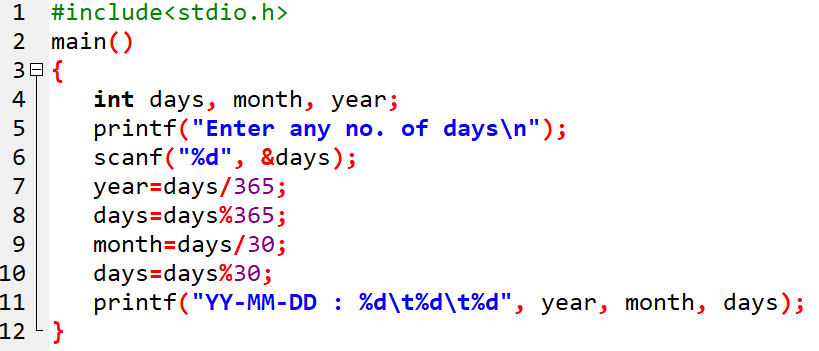 1 #include<stdio.h>
2 main()
3 {
4 int days, month, year;
5 printf("Enter any no. of days\n");
6 scanf("%d", &days);
7 year=days/365;
8 days=days%365;
9 month=days/30;
10 days=days%30;
11 printf("YY-MM-DD : %d\t%d\t%d", year, month, days);
12 }